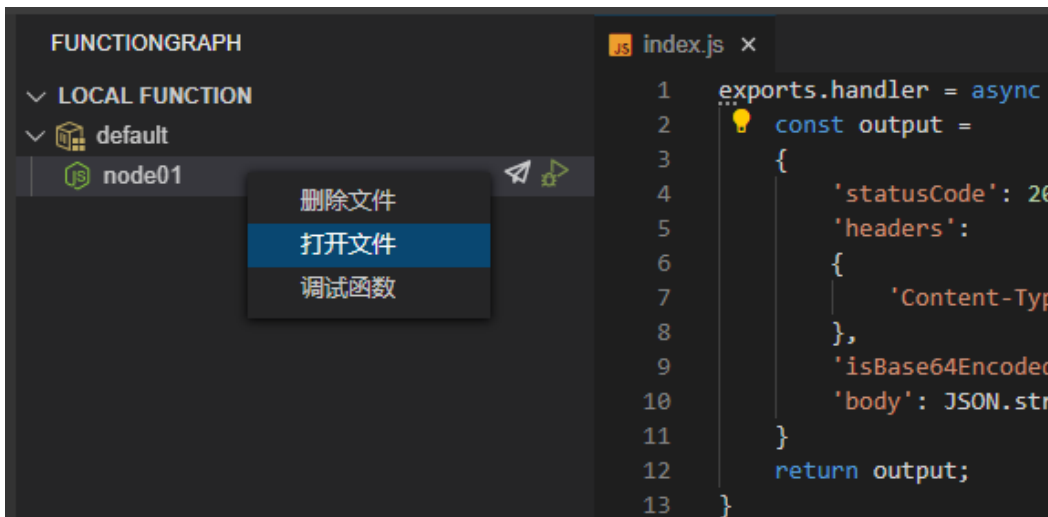 FUNCTIONGRAPH
LOCAL FUNCTION
default
node01
删除文件
打开文件
调试函数
JS index.js ×
1 exports.handler = async
2 const output =
3 {
4 'statusCode': 20
5 'headers':
6 {
7 'Content-Typ
8 },
9 'isBase64Encoded
10 'body': JSON.str
11 }
12 return output;
13 }